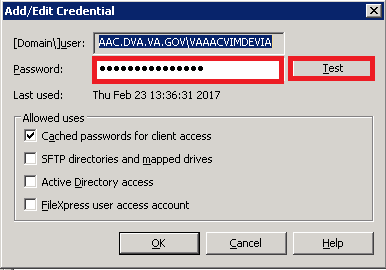 Add/Edit Credential
[Domain\]user: AAC.DVA.VA.GOV\VAAACVIMDEVIA
Password: ●●●●●●●●●●●●●●● Test
Last used: Thu Feb 23 13:36:31 2017
Allowed uses
Cached passwords for client access
SFTP directories and mapped drives
Active Directory access
FileXpress user access account
OK Cancel Help